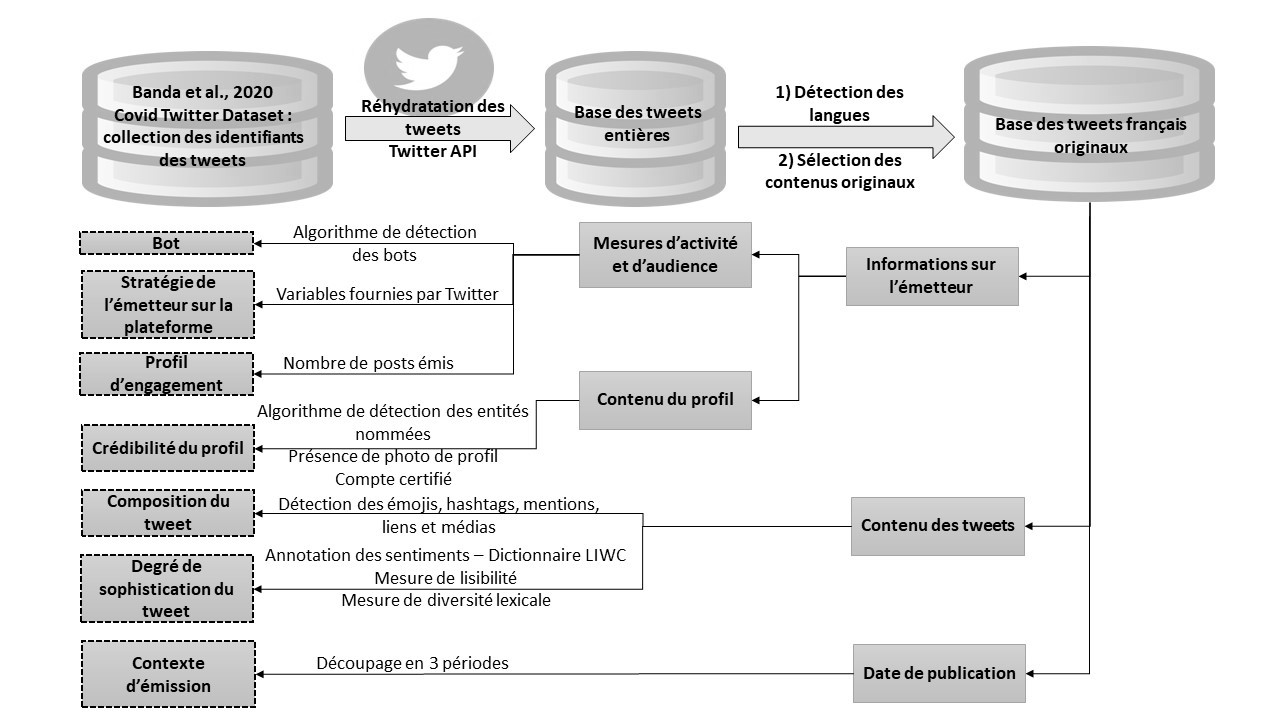 Banda et al., 2020
Covid Twitter Dataset :
collection des identifiants
des tweets
Réhydratation des
tweets
Twitter API
Base des tweets
entières
1) Détection des
langues
2) Sélection des
contenus originaux
Base des tweets français
originaux
Bot
Algorithme de détection
des bots
Mesures d’activité
et d’audience
Informations sur
l’émetteur
Stratégie de
l’émetteur sur la
plateforme
Variables fournies par Twitter
Profil
d’engagement
Nombre de posts émis
Contenu du profil
Algorithme de détection des entités
nommées
Crédibilité du profil
Présence de photo de profil
Compte certifié
Composition du
tweet
Détection des émojis, hashtags, mentions,
liens et médias
Contenu des tweets
Degré de
sophistication du
tweet
Annotation des sentiments – Dictionnaire LIWC
Mesure de lisibilité
Mesure de diversité lexicale
Contexte
d’émission
Découpage en 3 périodes
Date de publication